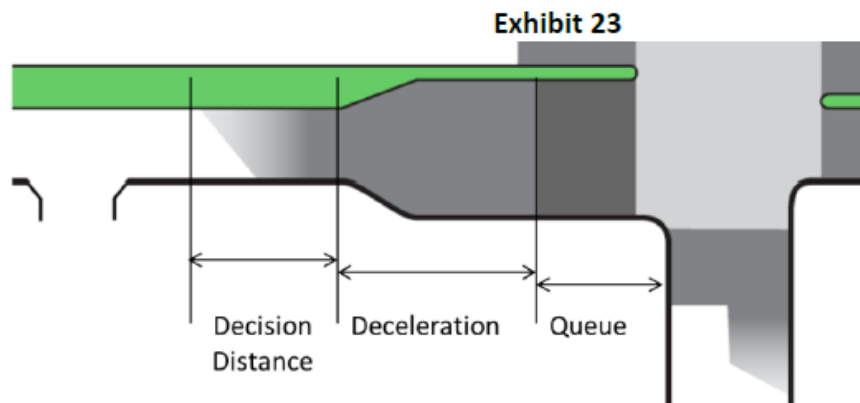 Exhibit 23
Decision
Distance
Deceleration
Queue